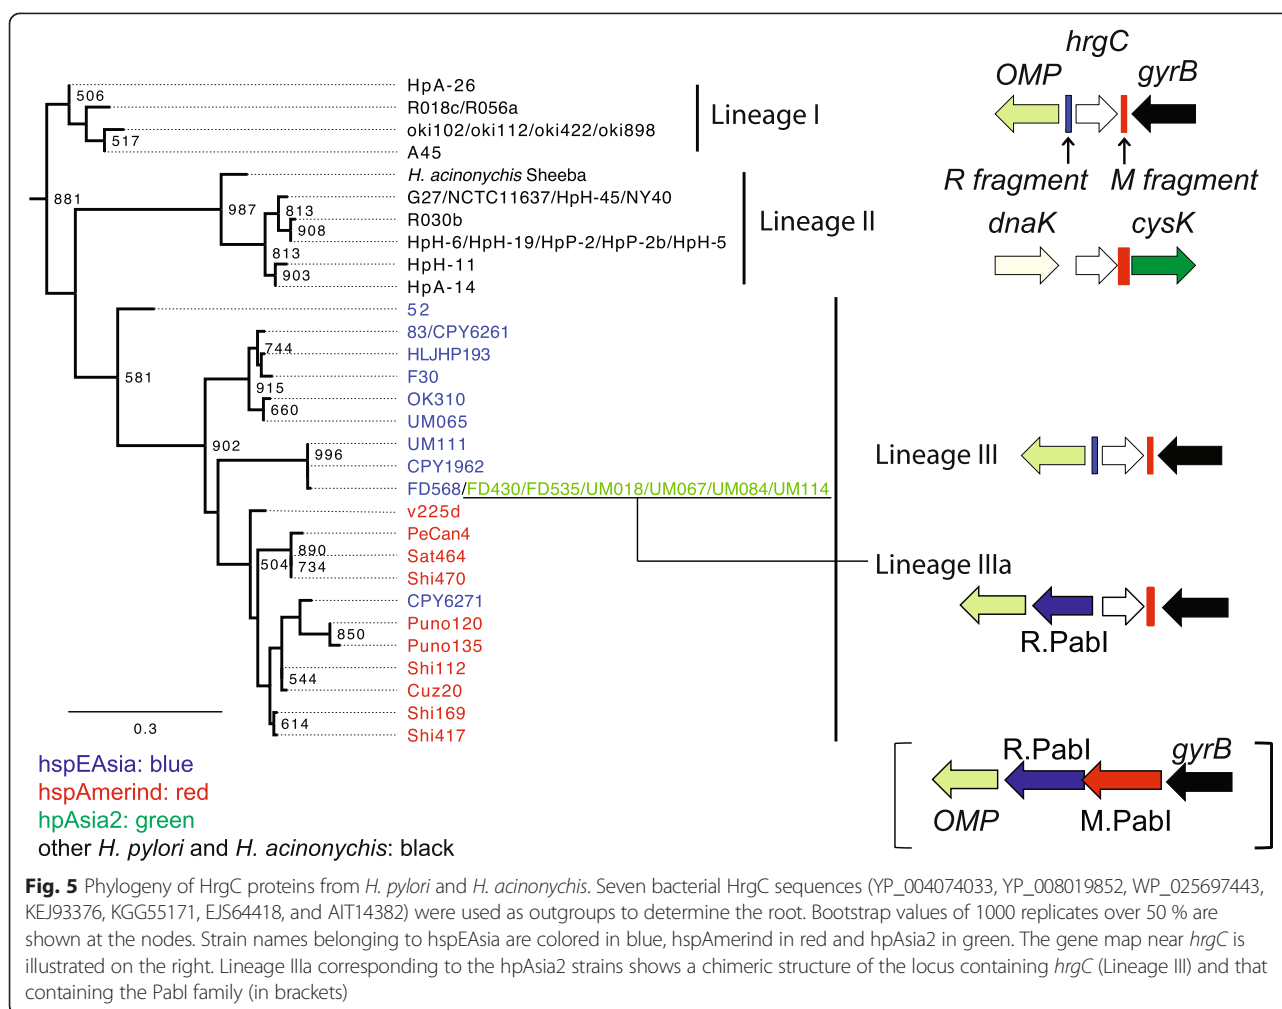 hrgC
OMP
gyrB
HpA-26
506
R018c/R056a
oki102/oki112/oki422/oki898
517
A45
Lineage I
R fragment
M fragment
H. acinonychis Sheeba
881
987
G27/NCTC11637/HpH-45/NY40
813
R030b
908
HpH-6/HpH-19/HpP-2/HpP-2b/HpH-5
813
HpH-11
903
HpA-14
Lineage II
dnaK
cysK
52
83/CPY6261
744
HLJHP193
581
F30
915
OK310
660
UM065
902
UM111
996
CPY1962
FD568/FD430/FD535/UM018/UM067/UM084/UM114
Lineage III
v225d
PeCan4
890
Sat464
504
734
Shi470
Lineage IIIa
CPY6271
Puno120
850
Puno135
R.PabI
Shi112
544
Cuz20
Shi169
614
Shi417
0.3
hspEAsia: blue
hspAmerind: red
hpAsia2: green
other H. pylori and H. acinonychis: black
R.PabI
gyrB
OMP
M.PabI
Fig. 5 Phylogeny of HrgC proteins from H. pylori and H. acinonychis. Seven bacterial HrgC sequences (YP_004074033, YP_008019852, WP_025697443,
KEJ93376, KGG55171, EJS64418, and AIT14382) were used as outgroups to determine the root. Bootstrap values of 1000 replicates over 50 % are
shown at the nodes. Strain names belonging to hspEAsia are colored in blue, hspAmerind in red and hpAsia2 in green. The gene map near hrgC is
illustrated on the right. Lineage IIIa corresponding to the hpAsia2 strains shows a chimeric structure of the locus containing hrgC (Lineage III) and that
containing the PabI family (in brackets)